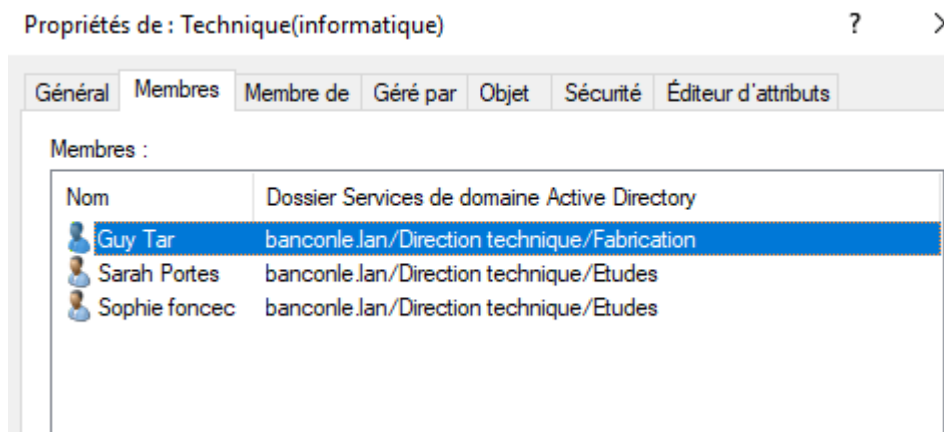 Propriétés de : Technique(informatique) ?
Général Membres Membre de Géré par Objet Sécurité Éditeur d'attributs
Membres :
Nom Dossier Services de domaine Active Directory
Guy Tar banconle.lan/Direction technique/Fabrication
Sarah Portes banconle.lan/Direction technique/Etudes
Sophie foncec banconle.lan/Direction technique/Etudes